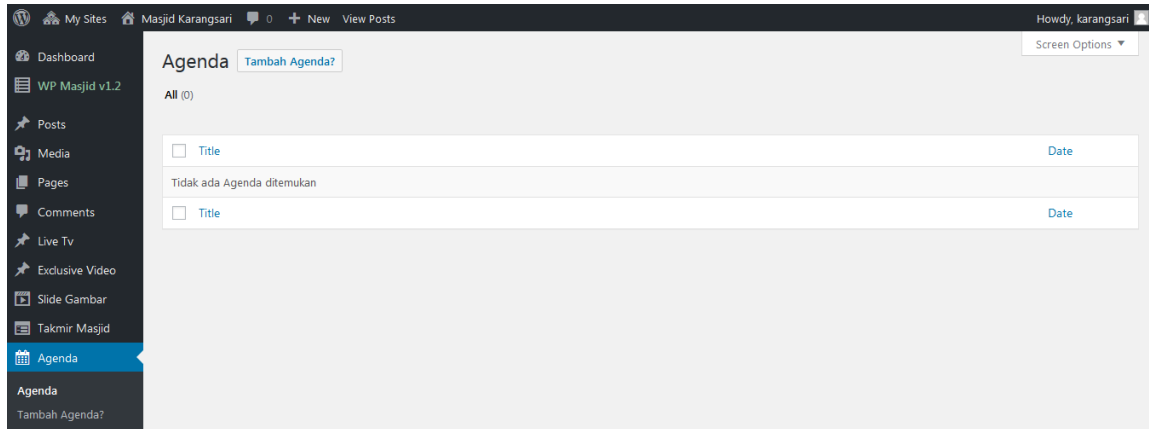 My Sites Masjid Karangsari 0 + New View Posts Howdy, karangsari
Screen Options ▼
Dashboard
WP Masjid v1.2
Posts
Media
Pages
Comments
Live Tv
Exclusive Video
Slide Gambar
Takmir Masjid
Agenda
Agenda
Tambah Agenda?
Agenda Tambah Agenda?
All (0)
Title Date
Tidak ada Agenda ditemukan
Title Date